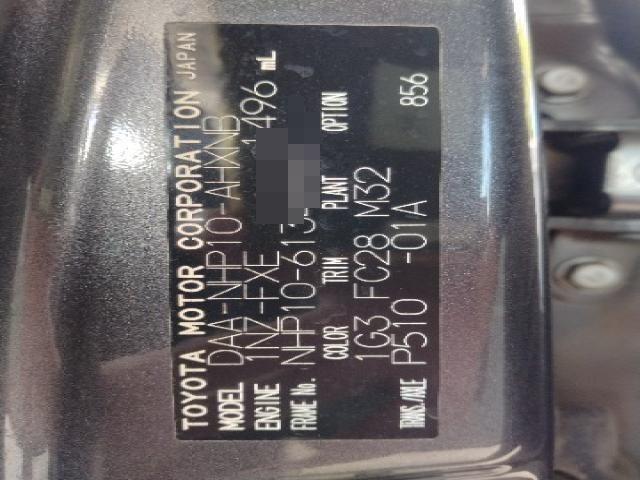 TOYOTA MOTOR CORPORATION JAPAN
MODEL DAA-NHP10-AHXNB
ENGINE 1NZ-FXE 1496 mL
FRAME No. NHP10-613
COLOR TRIM PLANT OPTION
1G3 FC28 M32
TRANS./AXLE P510 -01A 856